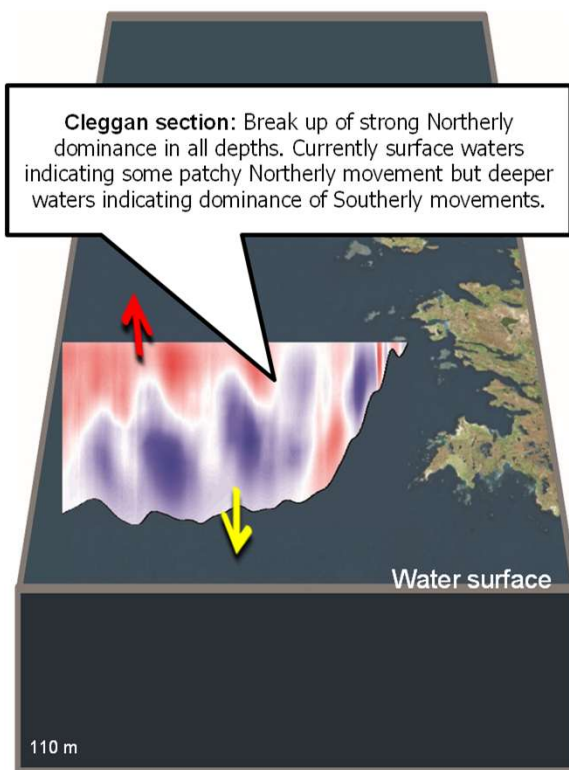 Cleggan section: Break up of strong Northerly
dominance in all depths. Currently surface waters
indicating some patchy Northerly movement but deeper
waters indicating dominance of Southerly movements.
Water surface
110 m